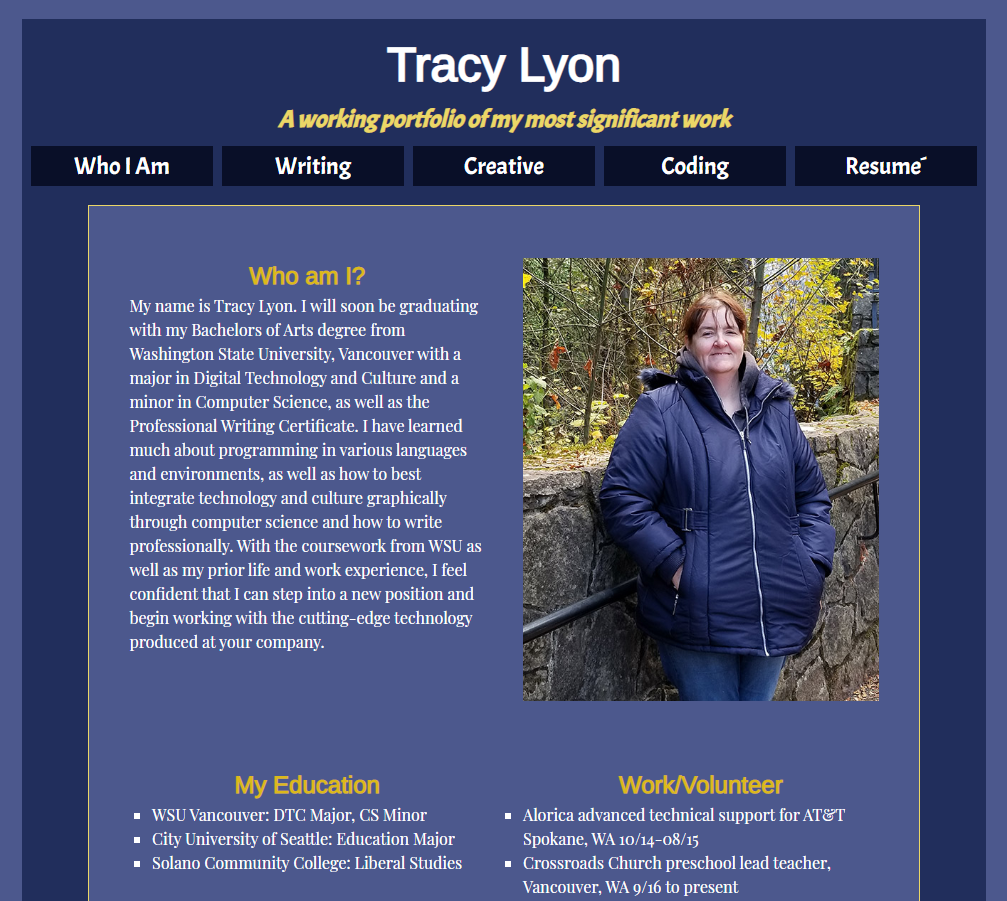 Tracy Lyon
A working portfolio of my most significant work
Who I Am
Writing
Creative
Coding
Resume´
Who am I?
My name is Tracy Lyon. I will soon be graduating
with my Bachelors of Arts degree from
Washington State University, Vancouver with a
major in Digital Technology and Culture and a
minor in Computer Science, as well as the
Professional Writing Certificate. I have learned
much about programming in various languages
and environments, as well as how to best
integrate technology and culture graphically
through computer science and how to write
professionally. With the coursework from WSU as
well as my prior life and work experience, I feel
confident that I can step into a new position and
begin working with the cutting-edge technology
produced at your company.
My Education
WSU Vancouver: DTC Major, CS Minor
City University of Seattle: Education Major
Solano Community College: Liberal Studies
Work/Volunteer
Alorica advanced technical support for AT&T
Spokane, WA 10/14-08/15
Crossroads Church preschool lead teacher,
Vancouver, WA 9/16 to present